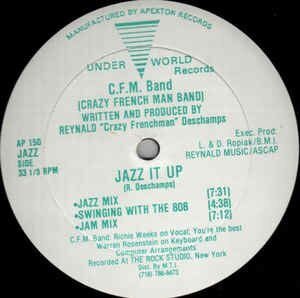 MANUFACTURED BY APEXTON RECORDS
UNDER WORLD
Records
C.F.M. Band
(CRAZY FRENCH MAN BAND)
WRITTEN AND PRODUCED BY
REYNALD "Crazy Frenchman" Deschamps
AP 150
JAZZ
SIDE
33 1/3 RPM
Exec. Prod:
L. & D. Ropiak/B.M.I.
REYNALD MUSIC/ASCAP
JAZZ IT UP
(R. Deschamps)
•JAZZ MIX (7:31)
•SWINGING WITH THE 808 (4:38)
•JAM MIX (7:12)
C.F.M. Band: Richie Weeks on Vocal, You're the best
Warren Rosenstein on Keyboard and
Computer Arrangements
Recorded At THE ROCK STUDIO, New York
Dist. By M.T.I.
(718) 786-6672